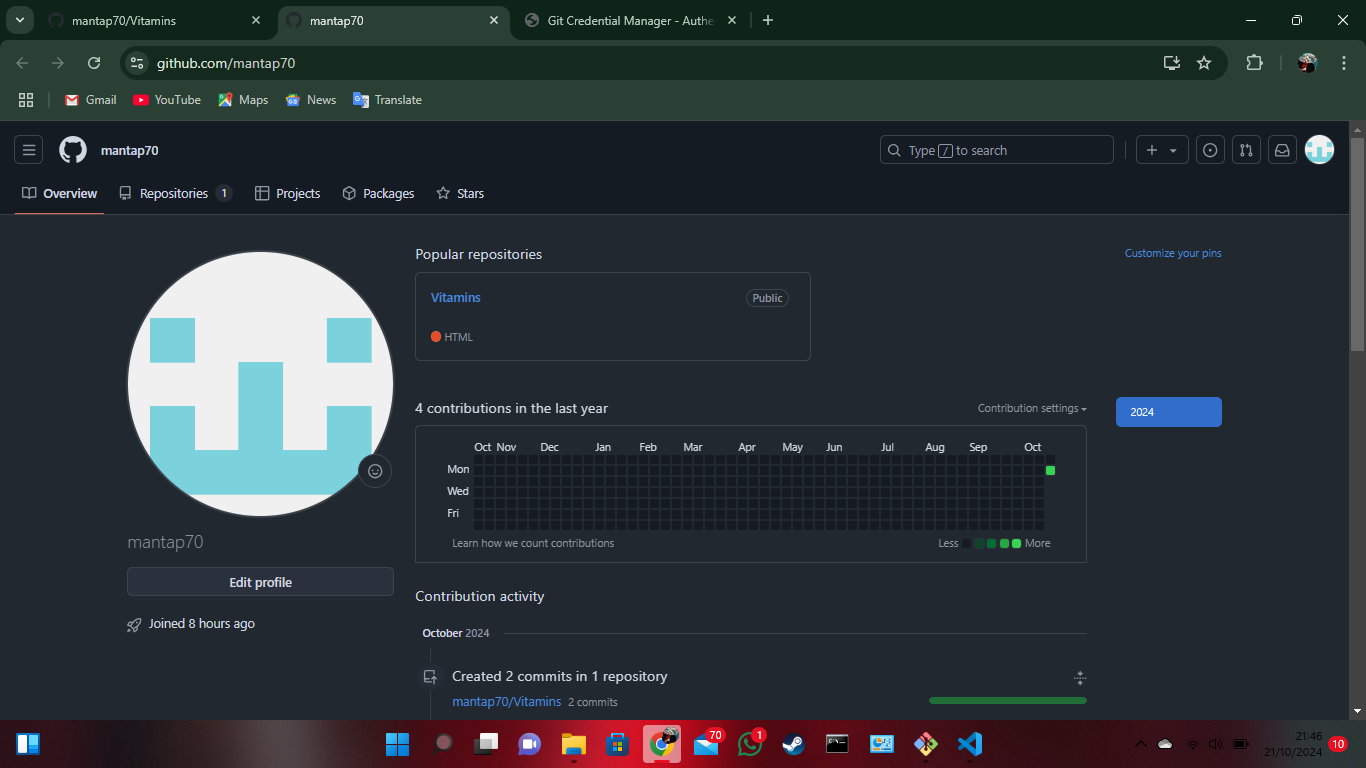 mantap70/Vitamins
mantap70
Git Credential Manager - Authe
github.com/mantap70
Gmail
YouTube
Maps
News
Translate
mantap70
Type / to search
Overview
Repositories 1
Projects
Packages
Stars
Popular repositories
Customize your pins
Vitamins
Public
HTML
4 contributions in the last year
Contribution settings
2024
Oct Nov Dec Jan Feb Mar Apr May Jun Jul Aug Sep Oct
Mon
Wed
Fri
Learn how we count contributions
Less
More
mantap70
Edit profile
Joined 8 hours ago
Contribution activity
October 2024
Created 2 commits in 1 repository
mantap70/Vitamins 2 commits
70
1
21:46
21/10/2024
10